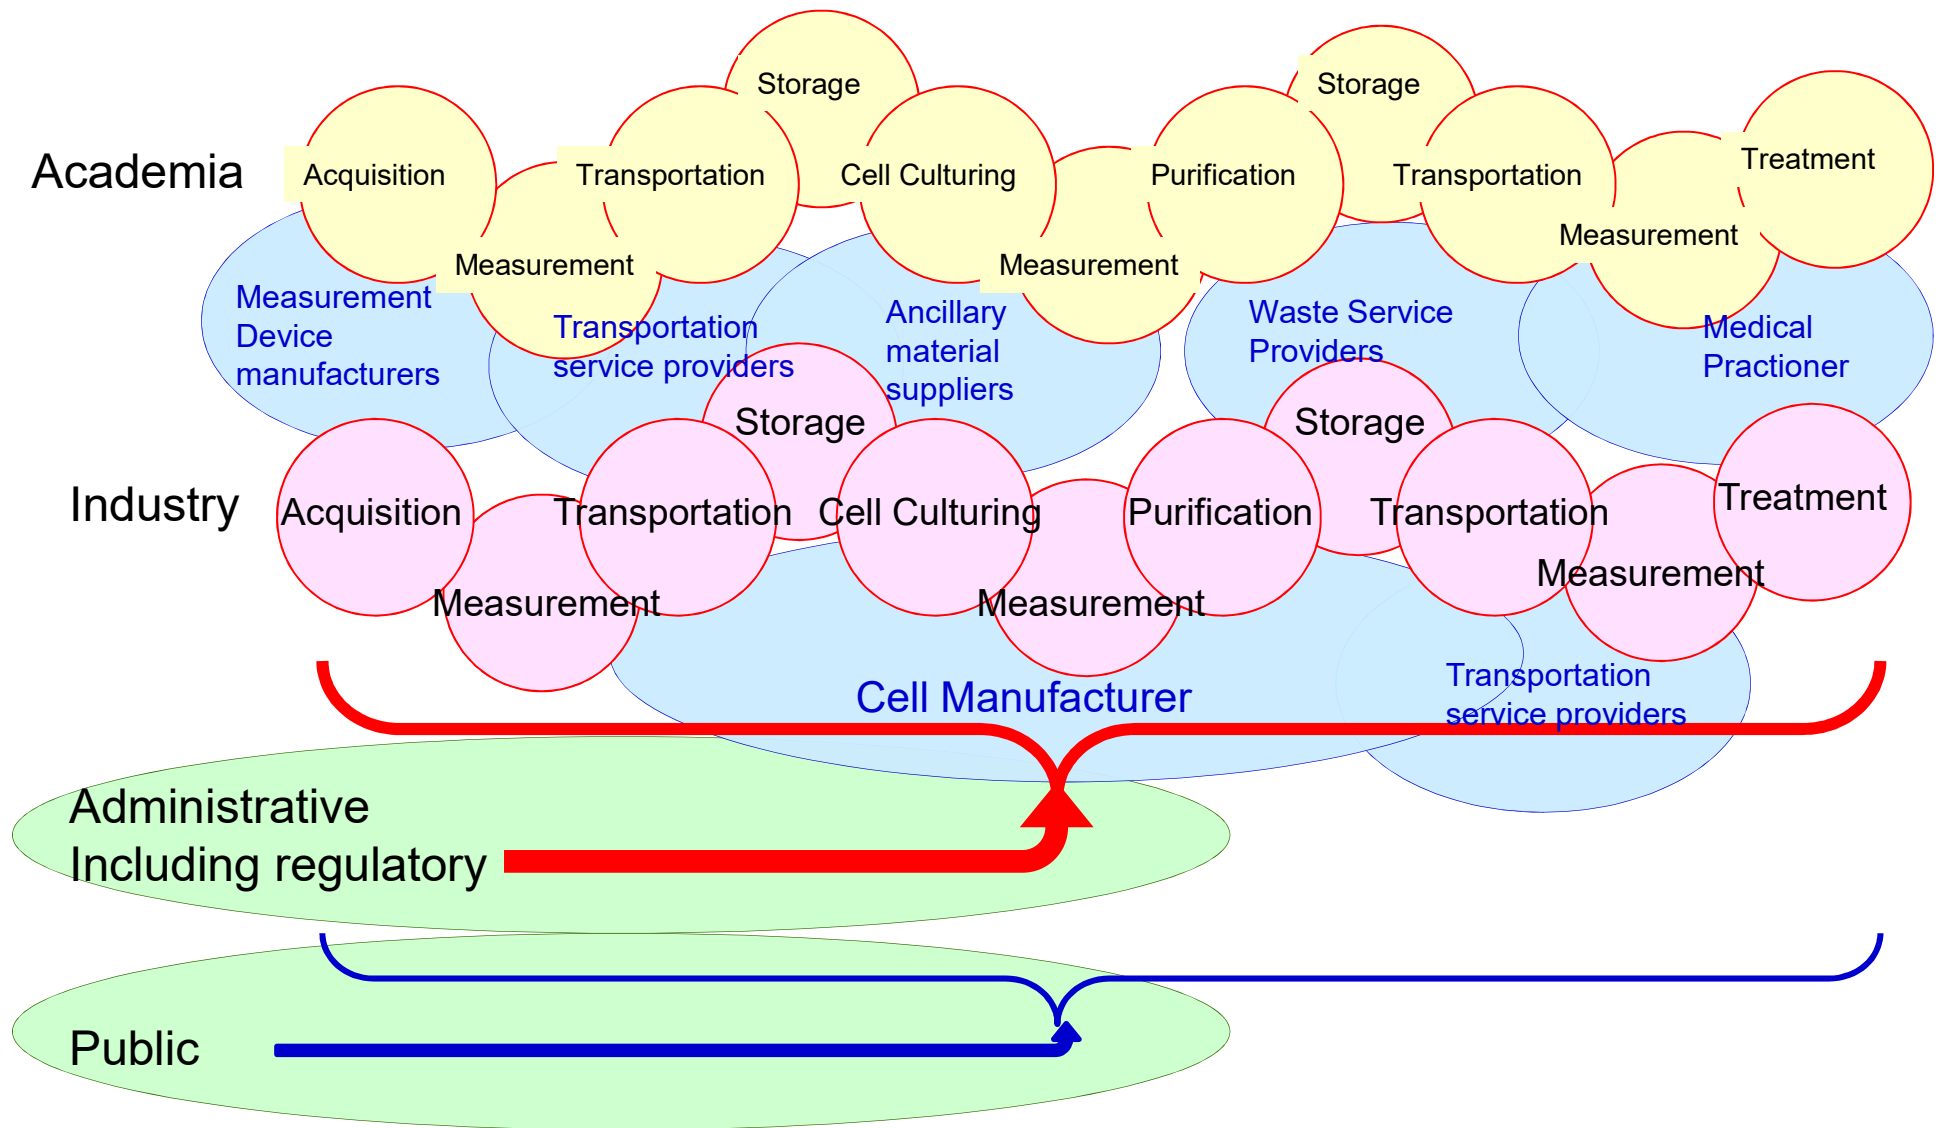 Storage
Storage
Academia
Acquisition
Transportation
Cell Culturing
Purification
Transportation
Treatment
Measurement
Measurement
Measurement
Measurement
Device
manufacturers
Transportation
service providers
Ancillary
material
suppliers
Waste Service
Providers
Medical
Practioner
Storage
Storage
Industry
Acquisition
Transportation
Cell Culturing
Purification
Transportation
Treatment
Measurement
Measurement
Measurement
Cell Manufacturer
Transportation
service providers
Administrative
Including regulatory
Public